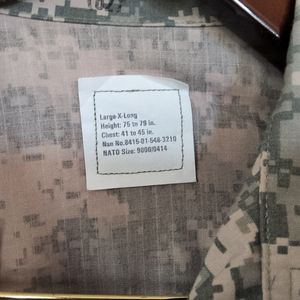 Large X-Long
Height: 75 to 79 in.
Chest: 41 to 45 in.
Nsn No.8415-01-548-3210
NATO Size: 9000/0414